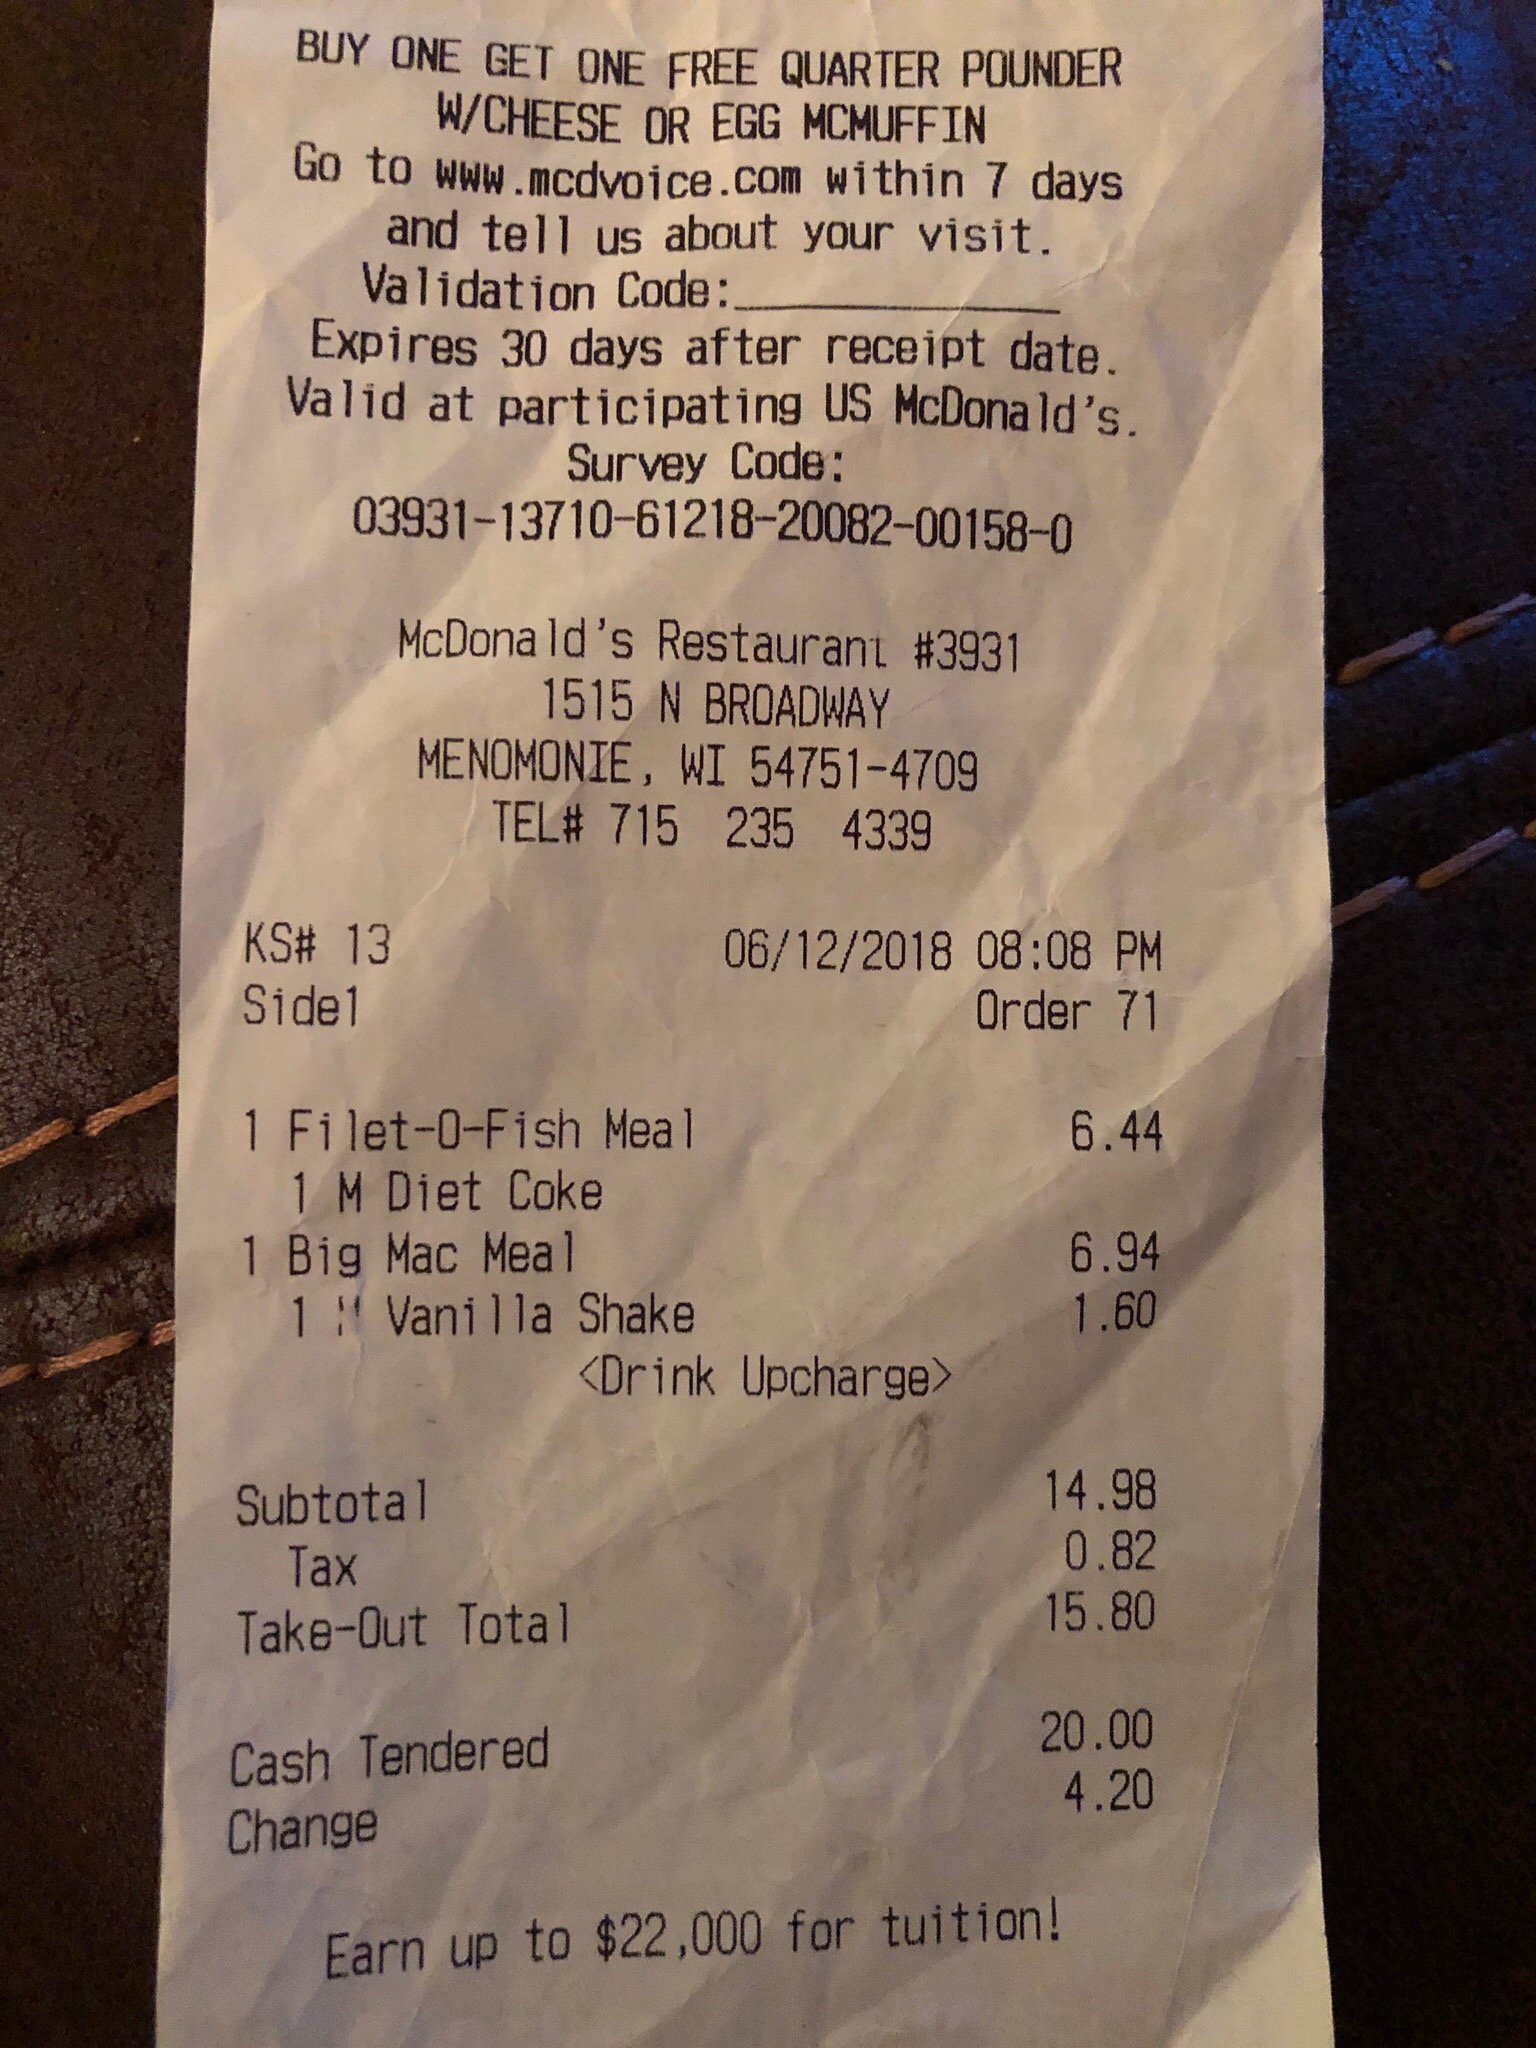 BUY ONE GET ONE FREE QUARTER POUNDER
W/CHEESE OR EGG MCMUFFIN
Go to www.mcdvoice.com within 7 days
and tell us about your visit.
Validation Code:______________
Expires 30 days after receipt date.
Valid at participating US McDonald's.
Survey Code:
03931-13710-61218-20082-00158-0
McDonald's Restaurant #3931
1515 N BROADWAY
MENOMONIE, WI 54751-4709
TEL# 715 235 4339
KS# 13 06/12/2018 08:08 PM
Side1 Order 71
1 Filet-O-Fish Meal 6.44
1 M Diet Coke
1 Big Mac Meal 6.94
1 Vanilla Shake 1.60
<Drink Upcharge>
Subtotal 14.98
Tax 0.82
Take-Out Total 15.80
Cash Tendered 20.00
Change 4.20
Earn up to $22,000 for tuition!